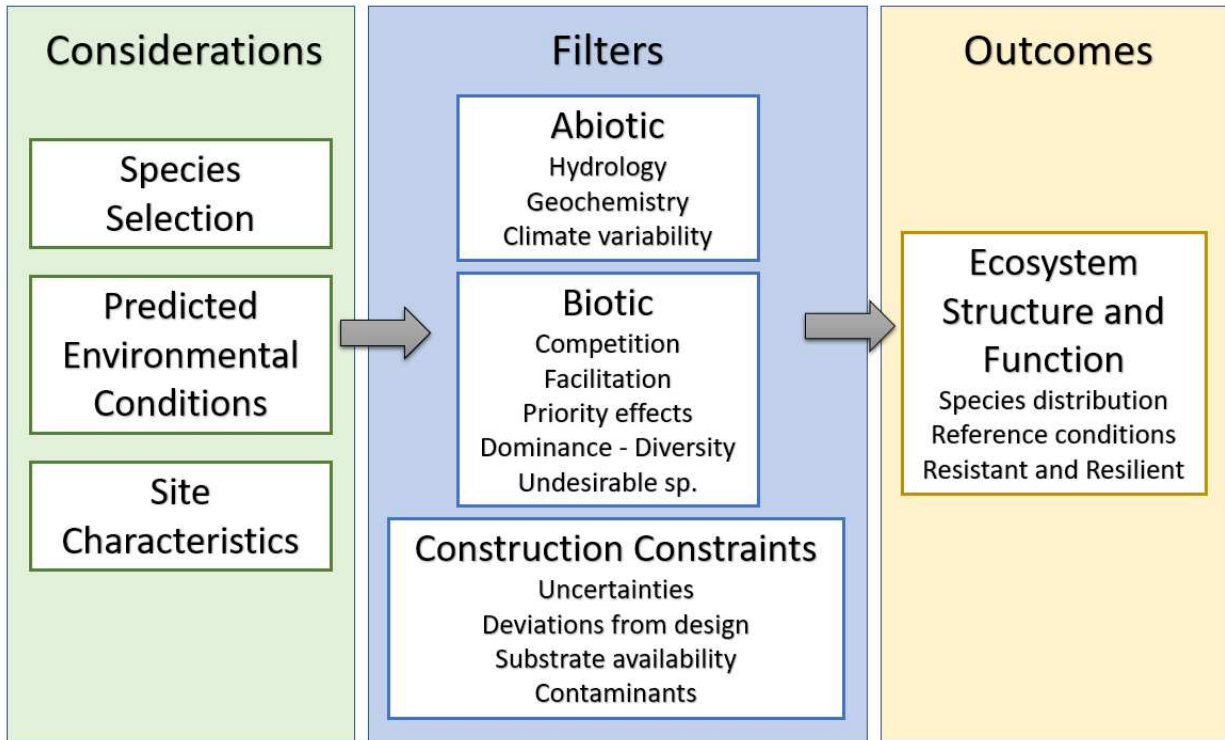 Considerations
Species
Selection
Predicted
Environmental
Conditions
Site
Characteristics
Filters
Abiotic
Hydrology
Geochemistry
Climate variability
Biotic
Competition
Facilitation
Priority effects
Dominance - Diversity
Undesirable sp.
Construction Constraints
Uncertainties
Deviations from design
Substrate availability
Contaminants
Outcomes
Ecosystem
Structure and
Function
Species distribution
Reference conditions
Resistant and Resilient